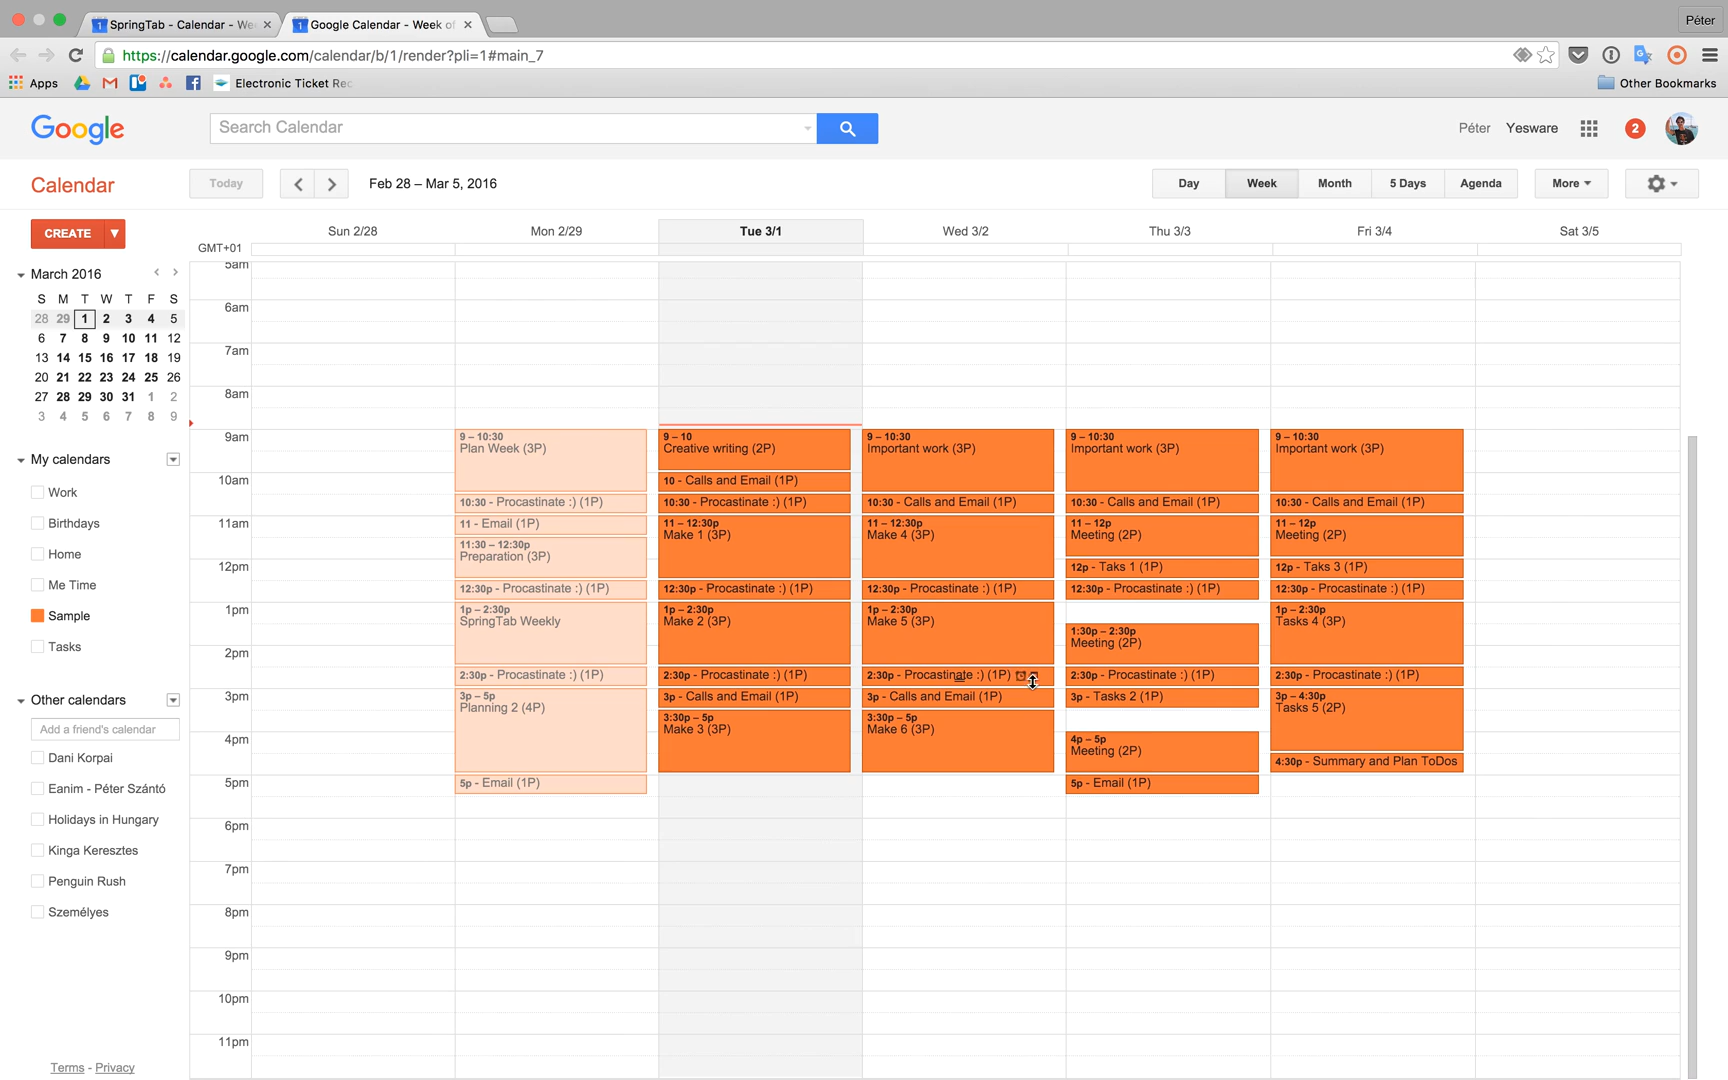 SpringTab - Calendar - We
Google Calendar - Week of
Péter
https://calendar.google.com/calendar/b/1/render?pli=1#main_7
Apps
Electronic Ticket Rec
Other Bookmarks
Google
Search Calendar
Péter
Yesware
2
Calendar
Today
Feb 28 – Mar 5, 2016
Day
Week
Month
5 Days
Agenda
More
CREATE
March 2016
S M T W T F S
28 29 1 2 3 4 5
6 7 8 9 10 11 12
13 14 15 16 17 18 19
20 21 22 23 24 25 26
27 28 29 30 31 1 2
3 4 5 6 7 8 9
My calendars
Work
Birthdays
Home
Me Time
Sample
Tasks
Other calendars
Add a friend's calendar
Dani Korpai
Eanim - Péter Szántó
Holidays in Hungary
Kinga Keresztes
Penguin Rush
Személyes
Terms - Privacy
GMT+01
Sun 2/28
Mon 2/29
Tue 3/1
Wed 3/2
Thu 3/3
Fri 3/4
Sat 3/5
5am
6am
7am
8am
9am
10am
11am
12pm
1pm
2pm
3pm
4pm
5pm
6pm
7pm
8pm
9pm
10pm
11pm
9 – 10:30
Plan Week (3P)
10:30 - Procastinate :) (1P)
11 - Email (1P)
11:30 – 12:30p
Preparation (3P)
12:30p - Procastinate :) (1P)
1p – 2:30p
SpringTab Weekly
2:30p - Procastinate :) (1P)
3p – 5p
Planning 2 (4P)
5p - Email (1P)
9 – 10
Creative writing (2P)
10 - Calls and Email (1P)
10:30 - Procastinate :) (1P)
11 – 12:30p
Make 1 (3P)
12:30p - Procastinate :) (1P)
1p – 2:30p
Make 2 (3P)
2:30p - Procastinate :) (1P)
3p - Calls and Email (1P)
3:30p – 5p
Make 3 (3P)
9 – 10:30
Important work (3P)
10:30 - Calls and Email (1P)
11 – 12:30p
Make 4 (3P)
12:30p - Procastinate :) (1P)
1p – 2:30p
Make 5 (3P)
2:30p - Procastinate :) (1P)
3p - Calls and Email (1P)
3:30p – 5p
Make 6 (3P)
9 – 10:30
Important work (3P)
10:30 - Calls and Email (1P)
11 – 12p
Meeting (2P)
12p - Taks 1 (1P)
12:30p - Procastinate :) (1P)
1:30p – 2:30p
Meeting (2P)
2:30p - Procastinate :) (1P)
3p - Tasks 2 (1P)
4p – 5p
Meeting (2P)
5p - Email (1P)
9 – 10:30
Important work (3P)
10:30 - Calls and Email (1P)
11 – 12p
Meeting (2P)
12p - Taks 3 (1P)
12:30p - Procastinate :) (1P)
1p – 2:30p
Tasks 4 (3P)
2:30p - Procastinate :) (1P)
3p – 4:30p
Tasks 5 (2P)
4:30p - Summary and Plan ToDos